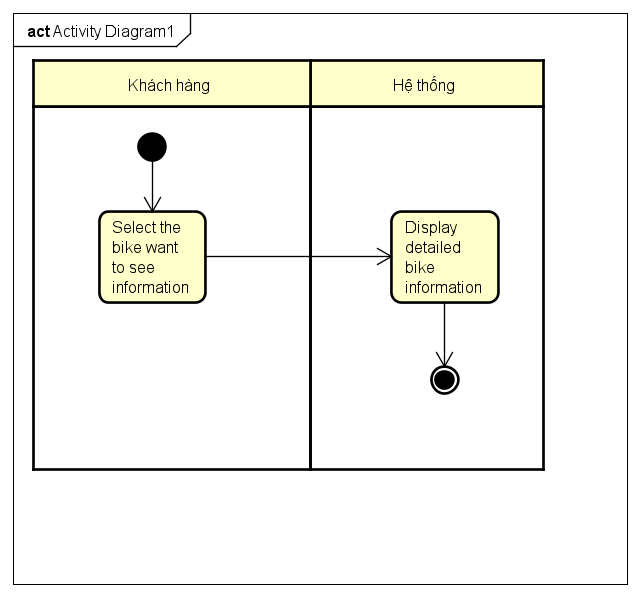 act Activity Diagram1
Khách hàng
Hệ thống
Select the
bike want
to see
information
Display
detailed
bike
information